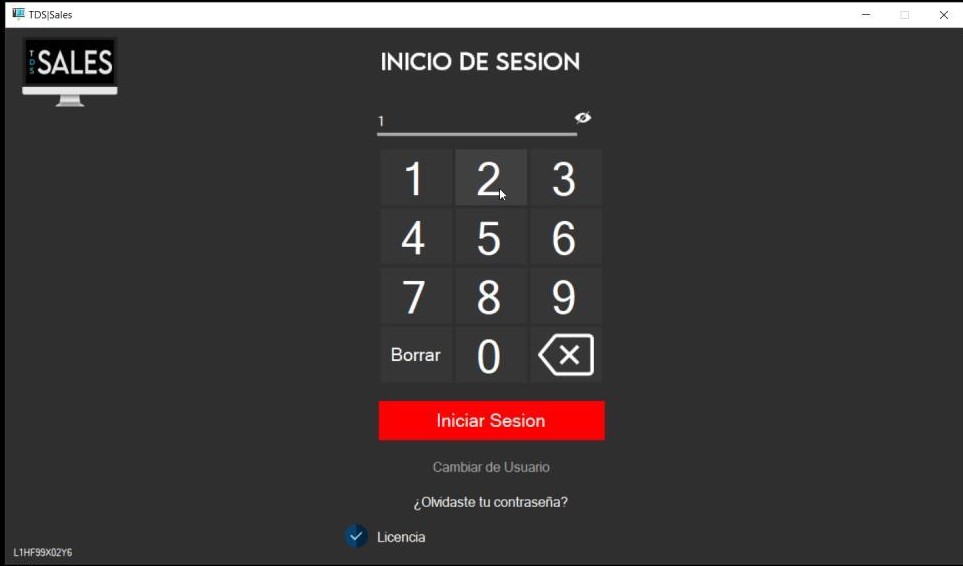 TDS|Sales
TDS SALES
INICIO DE SESION
1
1 2 3
4 5 6
7 8 9
Borrar 0
Iniciar Sesion
Cambiar de Usuario
¿Olvidaste tu contraseña?
Licencia
L1HF99X02Y6